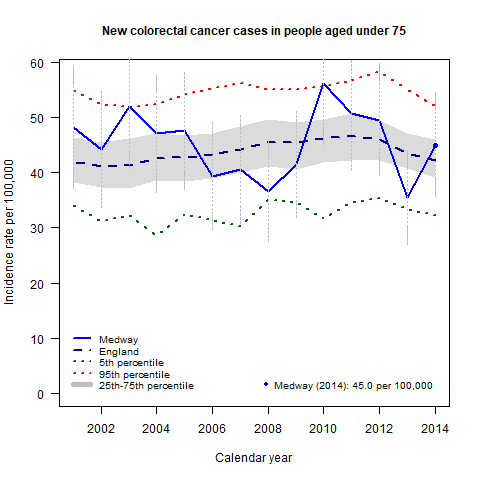 New colorectal cancer cases in people aged under 75
60
50
40
30
20
10
0
Incidence rate per 100,000
Medway
England
5th percentile
95th percentile
25th-75th percentile
Medway (2014): 45.0 per 100,000
2002
2004
2006
2008
2010
2012
2014
Calendar year